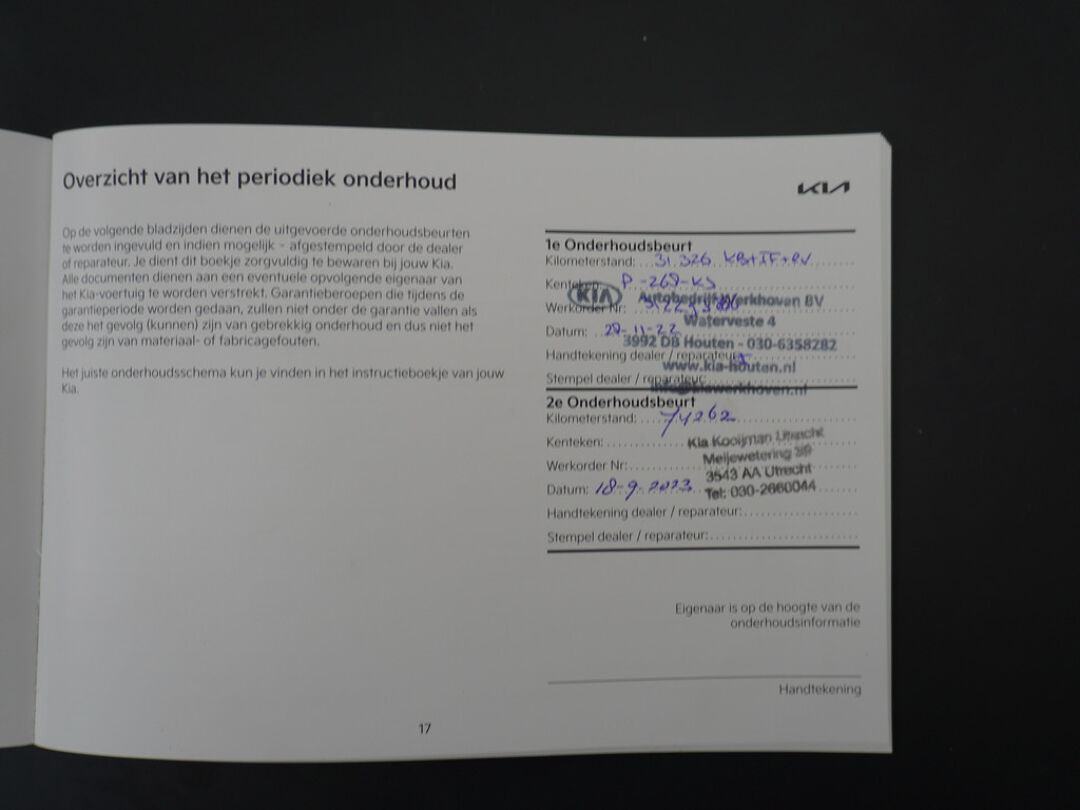 Overzicht van het periodiek onderhoud
KIA
Op de volgende bladzijden dienen de uitgevoerde onderhoudsbeurten
te worden ingevuld en indien mogelijk - afgestempeld door de dealer
of reparateur. Je dient dit boekje zorgvuldig te bewaren bij jouw Kia.
Alle documenten dienen aan een eventuele opvolgende eigenaar van
het Kia-voertuig te worden verstrekt. Garantieberoepen die tijdens de
garantieperiode worden gedaan, zullen niet onder de garantie vallen als
deze het gevolg (kunnen) zijn van gebrekkig onderhoud en dus niet het
gevolg zijn van materiaal- of fabricagefouten.
Het juiste onderhoudsschema kun je vinden in het instructieboekje van jouw
Kia.
1e Onderhoudsbeurt
Kilometerstand: 31.326
Kenteken: P-268-KS
KIA Autobedrijf Werkhoven BV
Werkorder Nr:
Waterveste 4
Datum: 29-11-22
3992 DB Houten - 030-6358282
Handtekening dealer / reparateur:
www.kia-houten.nl
Stempel dealer / reparateur:
info@kiawerkhoven.nl
2e Onderhoudsbeurt
Kilometerstand: 74262
Kenteken: Kia Kooijman Utrecht
Meijewetering 39
Werkorder Nr:
3543 AA Utrecht
Datum: 18-9-2023 Tel: 030-2660044
Handtekening dealer / reparateur:
Stempel dealer / reparateur:
Eigenaar is op de hoogte van de
onderhoudsinformatie
Handtekening
17